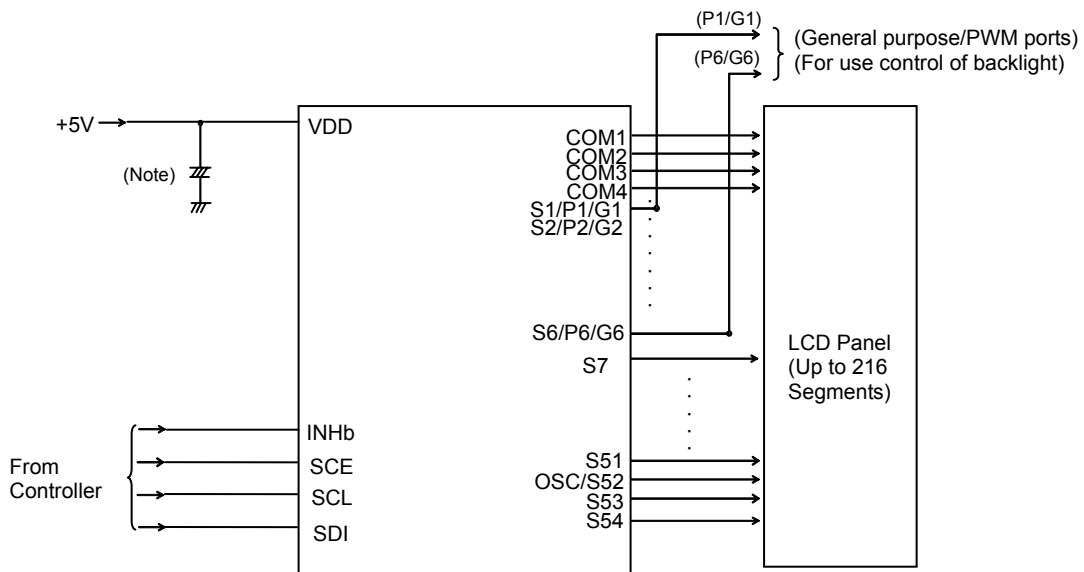 (P1/G1)
(General purpose/PWM ports)
(P6/G6)
(For use control of backlight)
+5V
VDD
(Note)
COM1
COM2
COM3
COM4
S1/P1/G1
S2/P2/G2
S6/P6/G6
S7
LCD Panel
(Up to 216
Segments)
From
Controller
INHb
SCE
SCL
SDI
S51
OSC/S52
S53
S54